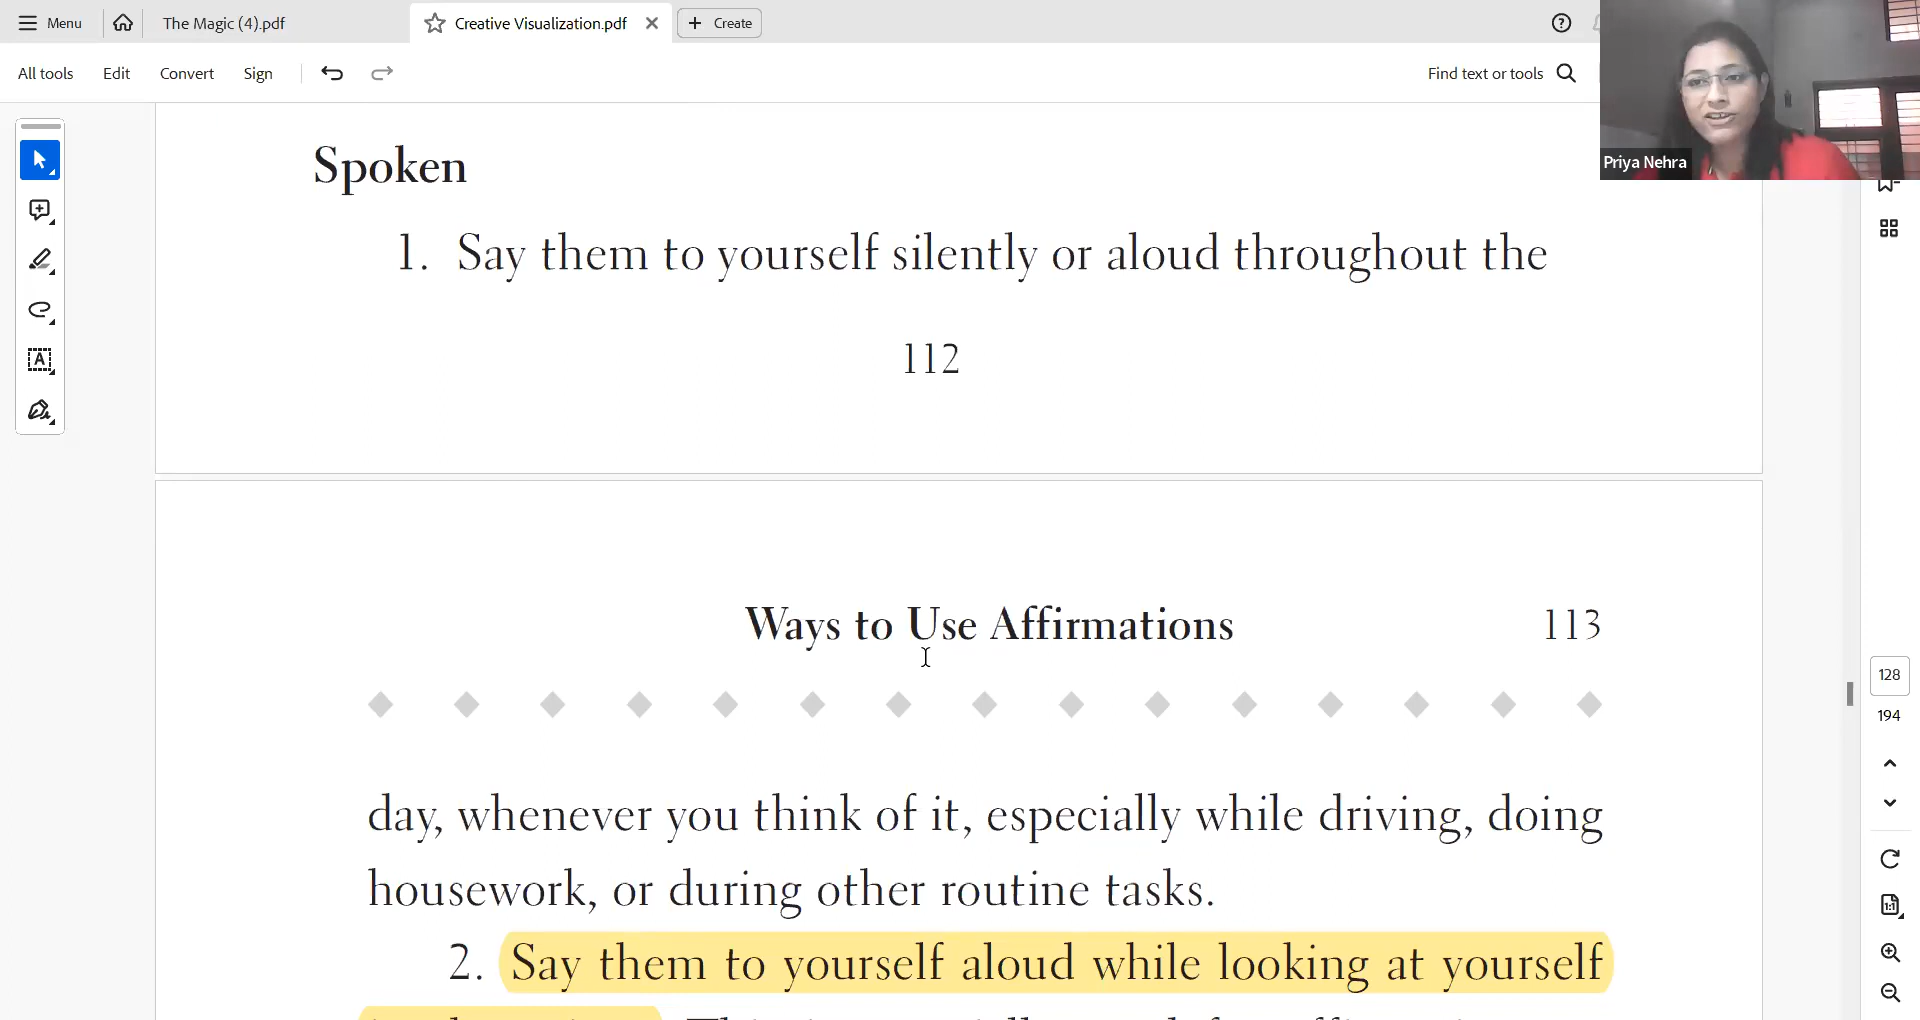 Menu
The Magic (4).pdf
Creative Visualization.pdf
Create
All tools
Edit
Convert
Sign
Find text or tools
Priya Nehra
Spoken
1. Say them to yourself silently or aloud throughout the
112
Ways to Use Affirmations 113
day, whenever you think of it, especially while driving, doing
housework, or during other routine tasks.
2. Say them to yourself aloud while looking at yourself
128
194